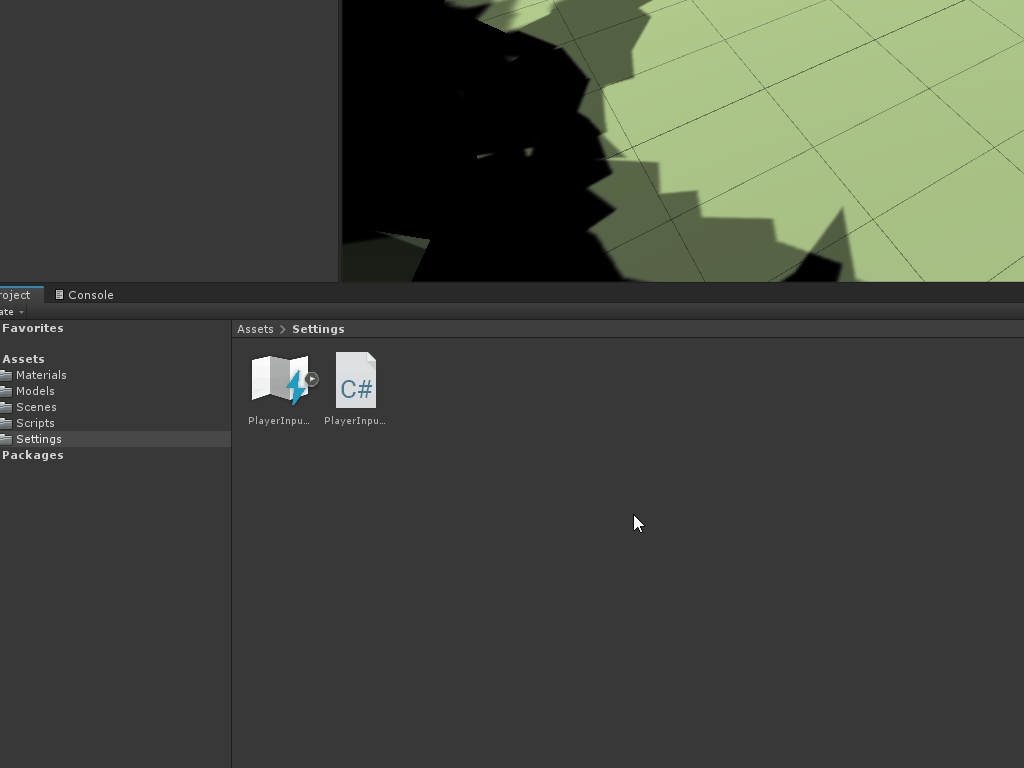 roject
Console
ate
Favorites
Assets > Settings
Assets
Materials
Models
Scenes
Scripts
Settings
Packages
C#
PlayerInpu...
PlayerInpu...